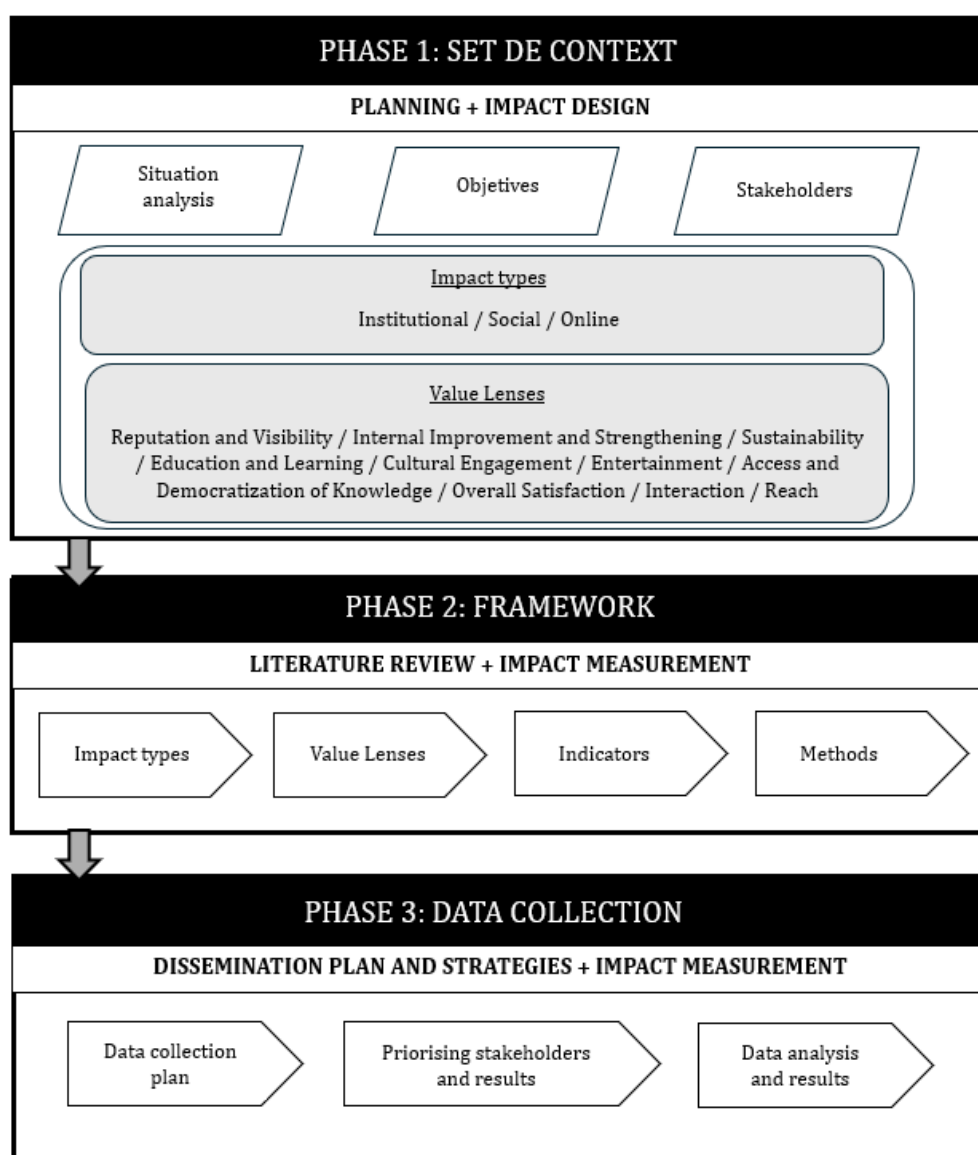 PHASE 1: SET DE CONTEXT
PLANNING + IMPACT DESIGN
Situation
analysis
Objetives
Stakeholders
Impact types
Institutional / Social / Online
Value Lenses
Reputation and Visibility / Internal Improvement and Strengthening / Sustainability
/ Education and Learning / Cultural Engagement / Entertainment / Access and
Democratization of Knowledge / Overall Satisfaction / Interaction / Reach
PHASE 2: FRAMEWORK
LITERATURE REVIEW + IMPACT MEASUREMENT
Impact types
Value Lenses
Indicators
Methods
PHASE 3: DATA COLLECTION
DISSEMINATION PLAN AND STRATEGIES + IMPACT MEASUREMENT
Data collection
plan
Priorising stakeholders
and results
Data analysis
and results